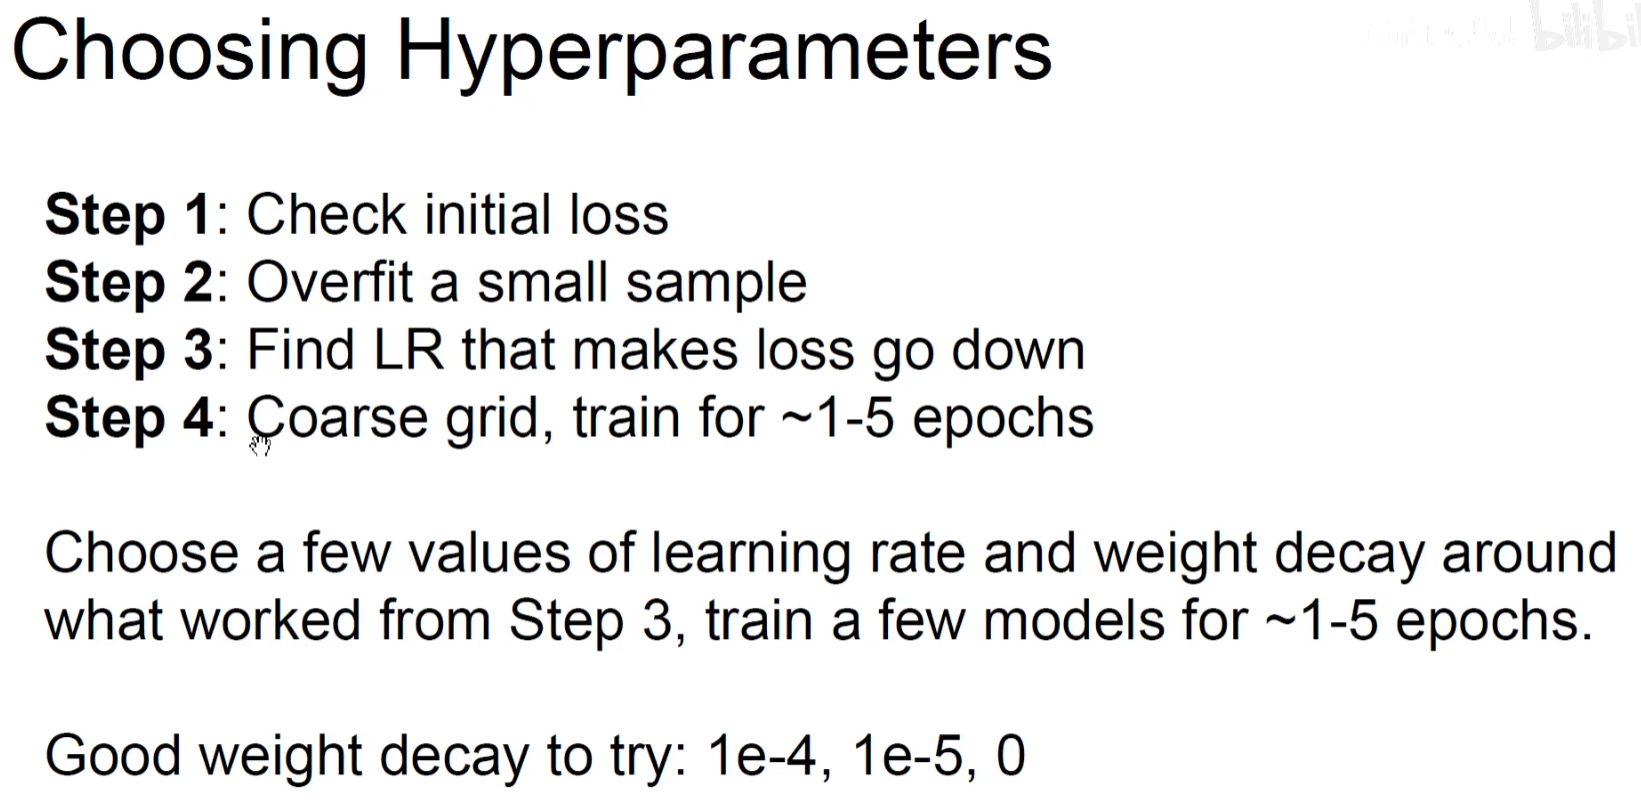 Choosing Hyperparameters
Step 1: Check initial loss
Step 2: Overfit a small sample
Step 3: Find LR that makes loss go down
Step 4: Coarse grid, train for ~1-5 epochs
Choose a few values of learning rate and weight decay around
what worked from Step 3, train a few models for ~1-5 epochs.
Good weight decay to try: 1e-4, 1e-5, 0